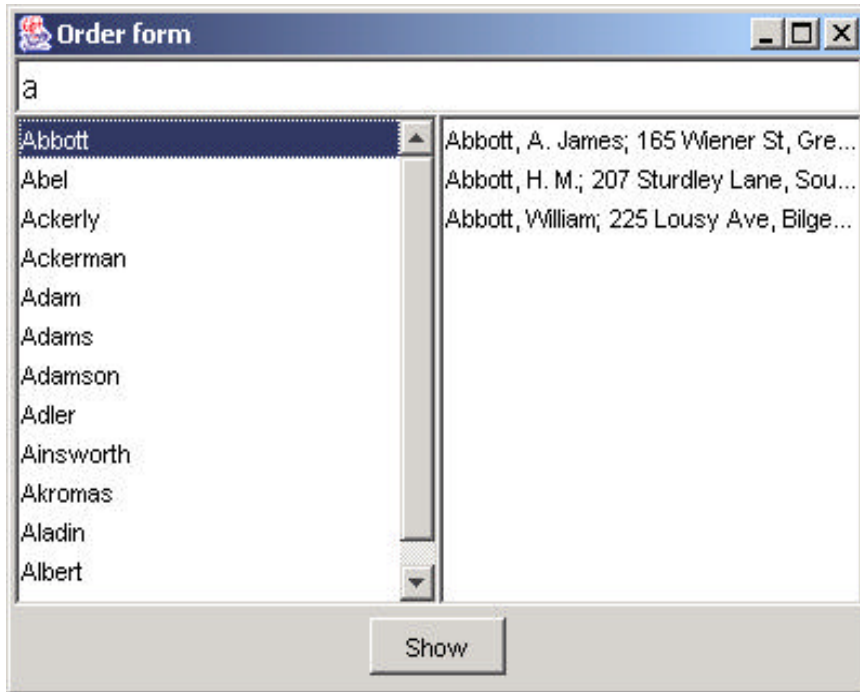 Order form
a
Abbott
Abel
Ackerly
Ackerman
Adam
Adams
Adamson
Adler
Ainsworth
Akromas
Aladin
Albert
Abbott, A. James; 165 Wiener St, Gre...
Abbott, H. M.; 207 Sturdley Lane, Sou...
Abbott, William; 225 Lousy Ave, Bilge...
Show